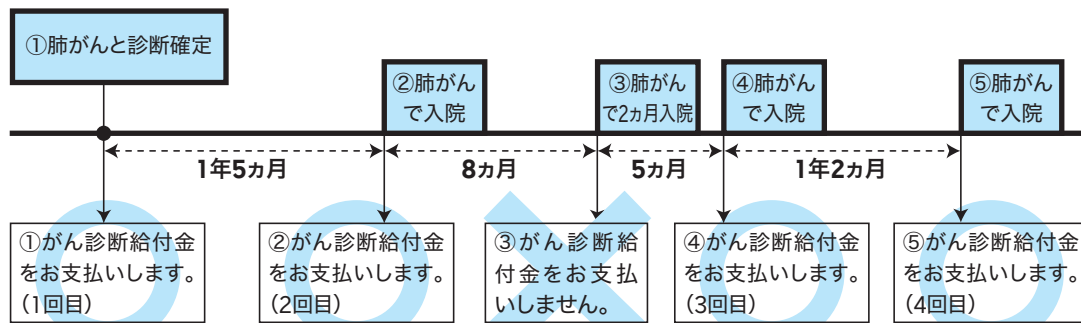 ①肺がんと診断確定
②肺がん
で入院
③肺がん
で2ヵ月入院
④肺がん
で入院
⑤肺がん
で入院
1年5ヵ月
8ヵ月
5ヵ月
1年2ヵ月
①がん診断給付金
をお支払いします。
(1回目)
②がん診断給付金
をお支払いします。
(2回目)
③がん診断給
付金をお支払
いしません。
④がん診断給付金
をお支払いします。
(3回目)
⑤がん診断給付金
をお支払いします。
(4回目)